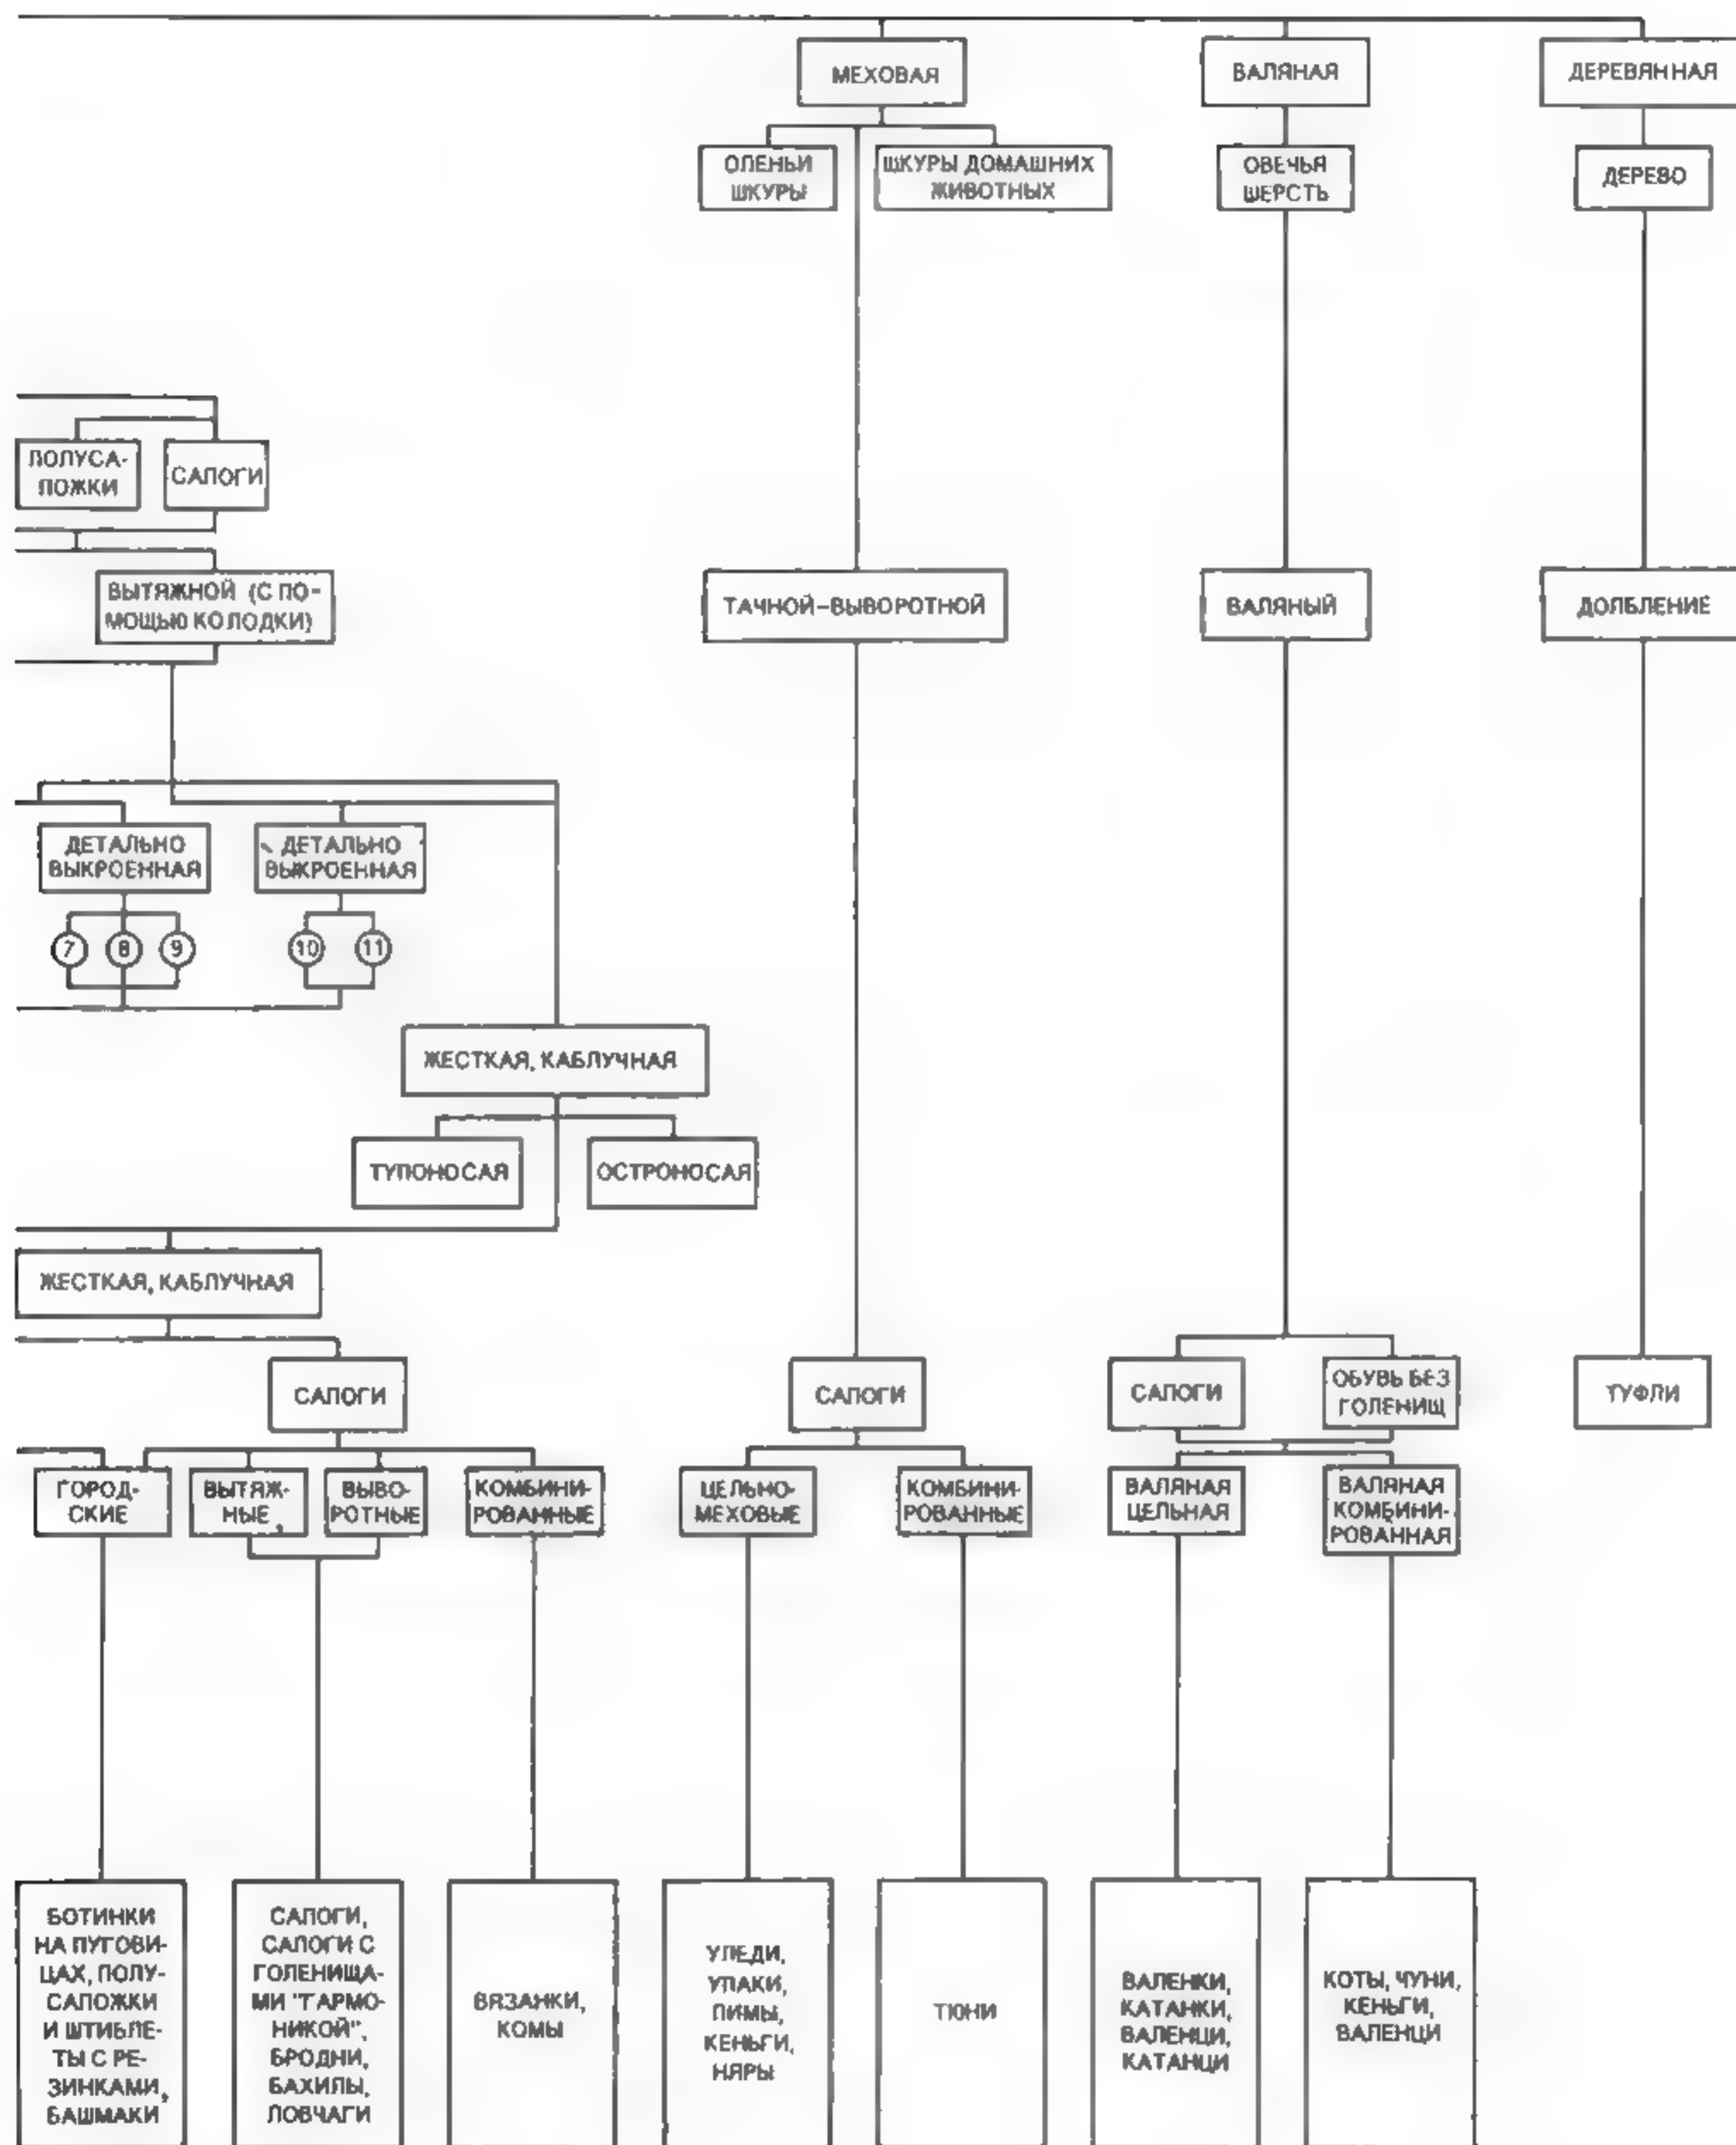 МЕХОВАЯ
ВАЛЯНАЯ
ДЕРЕВЯННАЯ
ОЛЕНЬИ
ШКУРЫ
ШКУРЫ ДОМАШНИХ
ЖИВОТНЫХ
ОВЕЧЬЯ
ШЕРСТЬ
ДЕРЕВО
ПОЛУСА-
ПОЖКИ
САПОГИ
ВЫТЯЖНОЙ (С ПО-
МОЩЬЮ КОЛОДКИ)
ТАЧНОЙ-ВЫВОРОТНОЙ
ВАЛЯНЫЙ
ДОЛБЛЕНИЕ
ДЕТАЛЬНО
ВЫКРОЕННАЯ
ДЕТАЛЬНО
ВЫКРОЕННАЯ
7 8 9
10 11
ЖЕСТКАЯ, КАБЛУЧНАЯ
ТУПОНОСАЯ
ОСТРОНОСАЯ
ЖЕСТКАЯ, КАБЛУЧНАЯ
САПОГИ
САПОГИ
САПОГИ
ОБУВЬ БЕЗ
ГОЛЕНИЩ
ТУФЛИ
ГОРОД-
СКИЕ
ВЫТЯЖ-
НЫЕ
ВЫВО-
РОТНЫЕ
КОМБИНИ-
РОВАННЫЕ
ЦЕЛЬНО-
МЕХОВЫЕ
КОМБИНИ-
РОВАННЫЕ
ВАЛЯНАЯ
ЦЕЛЬНАЯ
ВАЛЯНАЯ
КОМБИНИ-
РОВАННАЯ
БОТИНКИ
НА ПУГОВИ-
ЦАХ, ПОЛУ-
САПОЖКИ
И ШТИБЛЕ-
ТЫ С РЕ-
ЗИНКАМИ,
БАШМАКИ
САПОГИ,
САПОГИ С
ГОЛЕНИЩА-
МИ "ГАРМО-
НИКОЙ",
БРОДНИ,
БАХИЛЫ,
ЛОВЧАГИ
ВЯЗАНКИ,
КОМЫ
УЛЕДИ,
УПАКИ,
ПИМЫ,
КЕНЬГИ,
НЯРЫ
ТЮНИ
ВАЛЕНКИ,
КАТАНКИ,
ВАЛЕНЦИ,
КАТАНЦИ
КОТЫ, ЧУНИ,
КЕНЬГИ,
ВАЛЕНЦИ